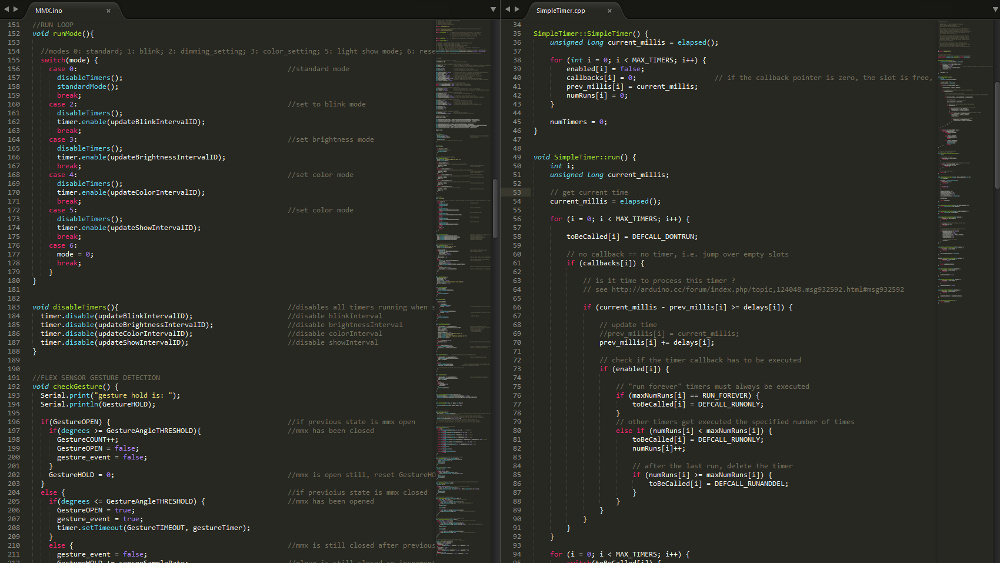 MMX.ino ×
151 //RUN LOOP
152 void runMode(){
153
154 //modes 0: standard; 1: blink; 2: dimming setting; 3: color setting; 5: light show mode; 6: rese
155 switch(mode) {
156 case 0: //standard mode
157 disableTimers();
158 standardMode();
159 break;
160 case 2: //set to blink mode
161 disableTimers();
162 timer.enable(updateBlinkIntervalID);
163 break;
164 case 3: //set brightness mode
165 disableTimers();
166 timer.enable(updateBrightnessIntervalID);
167 break;
168 case 4: //set color mode
169 disableTimers();
170 timer.enable(updateColorIntervalID);
171 break;
172 case 5: //set color mode
173 disableTimers();
174 timer.enable(updateShowIntervalID);
175 break;
176 case 6:
177 mode = 0;
178 break;
179 }
180 }
181
182
183 void disableTimers(){ //disables all timers running when s
184 timer.disable(updateBlinkIntervalID); //disable blinkInterval
185 timer.disable(updateBrightnessIntervalID); //disable brightnessInterval
186 timer.disable(updateColorIntervalID); //disable colorInterval
187 timer.disable(updateShowIntervalID); //disable showInterval
188 }
189
190
191 //FLEX SENSOR GESTURE DETECTION
192 void checkGesture() {
193 Serial.print("gesture hold is: ");
194 Serial.println(GestureHOLD);
195
196 if(GestureOPEN) { //if previous state is mmx open
197 if(degrees >= GestureAngleTHRESHOLD){ //mmx has been closed
198 GestureCOUNT++;
199 GestureOPEN = false;
200 gesture_event = false;
201 }
202 GestureHOLD = 0; //mmx is open still, reset GestureHO
203 }
204 else { //if previous state is mmx closed
205 if(degrees <= GestureAngleTHRESHOLD) { //mmx has been opened
206 GestureOPEN = true;
207 gesture_event = true;
208 timer.setTimeout(GestureTIMEOUT, gestureTimer);
209 }
210 else { //mmx is still closed after previous
211 gesture_event = false;
SimpleTimer.cpp ×
34
35 SimpleTimer::SimpleTimer() {
36 unsigned long current_millis = elapsed();
37
38 for (int i = 0; i < MAX_TIMERS; i++) {
39 enabled[i] = false;
40 callbacks[i] = 0; // if the callback pointer is zero, the slot is free,
41 prev_millis[i] = current_millis;
42 numRuns[i] = 0;
43 }
44
45 numTimers = 0;
46 }
47
48
49 void SimpleTimer::run() {
50 int i;
51 unsigned long current_millis;
52
53 // get current time
54 current_millis = elapsed();
55
56 for (i = 0; i < MAX_TIMERS; i++) {
57
58 toBeCalled[i] = DEFCALL_DONTRUN;
59
60 // no callback == no timer, i.e. jump over empty slots
61 if (callbacks[i]) {
62
63 // is it time to process this timer ?
64 // see http://arduino.cc/forum/index.php/topic,124048.msg932592.html#msg932592
65
66 if (current_millis - prev_millis[i] >= delays[i]) {
67
68 // update time
69 //prev_millis[i] = current_millis;
70 prev_millis[i] += delays[i];
71
72 // check if the timer callback has to be executed
73 if (enabled[i]) {
74
75 // "run forever" timers must always be executed
76 if (maxNumRuns[i] == RUN_FOREVER) {
77 toBeCalled[i] = DEFCALL_RUNONLY;
78 }
79 // other timers get executed the specified number of times
80 else if (numRuns[i] < maxNumRuns[i]) {
81 toBeCalled[i] = DEFCALL_RUNONLY;
82 numRuns[i]++;
83
84 // after the last run, delete the timer
85 if (numRuns[i] >= maxNumRuns[i]) {
86 toBeCalled[i] = DEFCALL_RUNANDDEL;
87 }
88 }
89 }
90 }
91 }
92 }
93
94 for (i = 0; i < MAX_TIMERS; i++) {